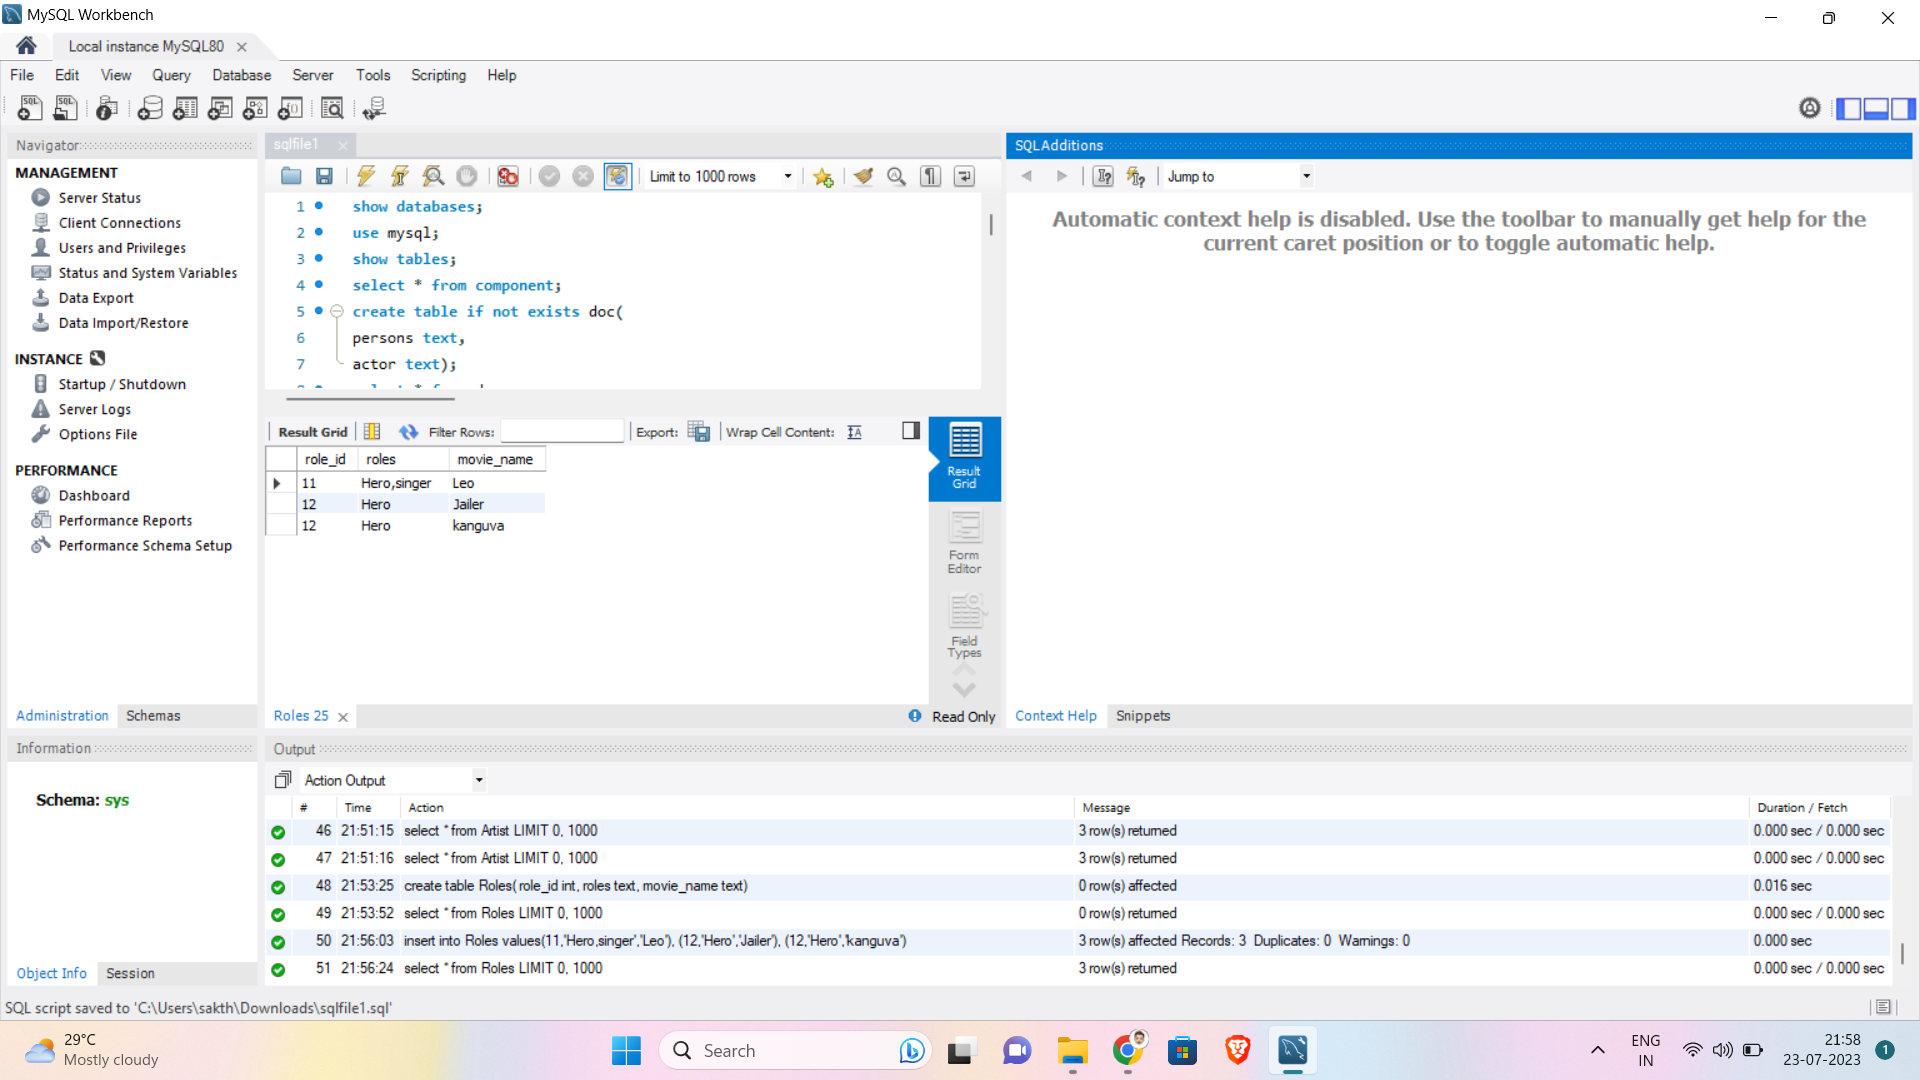 MySQL Workbench
Local instance MySQL80
File Edit View Query Database Server Tools Scripting Help
Navigator
MANAGEMENT
Server Status
Client Connections
Users and Privileges
Status and System Variables
Data Export
Data Import/Restore
INSTANCE
Startup / Shutdown
Server Logs
Options File
PERFORMANCE
Dashboard
Performance Reports
Performance Schema Setup
Administration Schemas
sqlfile1
Limit to 1000 rows
1 show databases;
2 use mysql;
3 show tables;
4 select * from component;
5 create table if not exists doc(
6 persons text,
7 actor text);
Result Grid Filter Rows: Export: Wrap Cell Content:
role_id roles movie_name
11 Hero,singer Leo
12 Hero Jailer
12 Hero kanguva
Result Grid
Form Editor
Field Types
Roles 25
Read Only
SQLAdditions
Jump to
Automatic context help is disabled. Use the toolbar to manually get help for the
current caret position or to toggle automatic help.
Context Help Snippets
Information
Schema: sys
Object Info Session
Output
Action Output
# Time Action Message Duration / Fetch
46 21:51:15 select * from Artist LIMIT 0, 1000 3 row(s) returned 0.000 sec / 0.000 sec
47 21:51:16 select * from Artist LIMIT 0, 1000 3 row(s) returned 0.000 sec / 0.000 sec
48 21:53:25 create table Roles( role_id int, roles text, movie_name text) 0 row(s) affected 0.016 sec
49 21:53:52 select * from Roles LIMIT 0, 1000 0 row(s) returned 0.000 sec / 0.000 sec
50 21:56:03 insert into Roles values(11,'Hero,singer','Leo'), (12,'Hero','Jailer'), (12,'Hero','kanguva') 3 row(s) affected Records: 3 Duplicates: 0 Warnings: 0 0.000 sec
51 21:56:24 select * from Roles LIMIT 0, 1000 3 row(s) returned 0.000 sec / 0.000 sec
SQL script saved to 'C:\Users\sakth\Downloads\sqlfile1.sql'
29°C
Mostly cloudy
Search
ENG
IN
21:58
23-07-2023
1